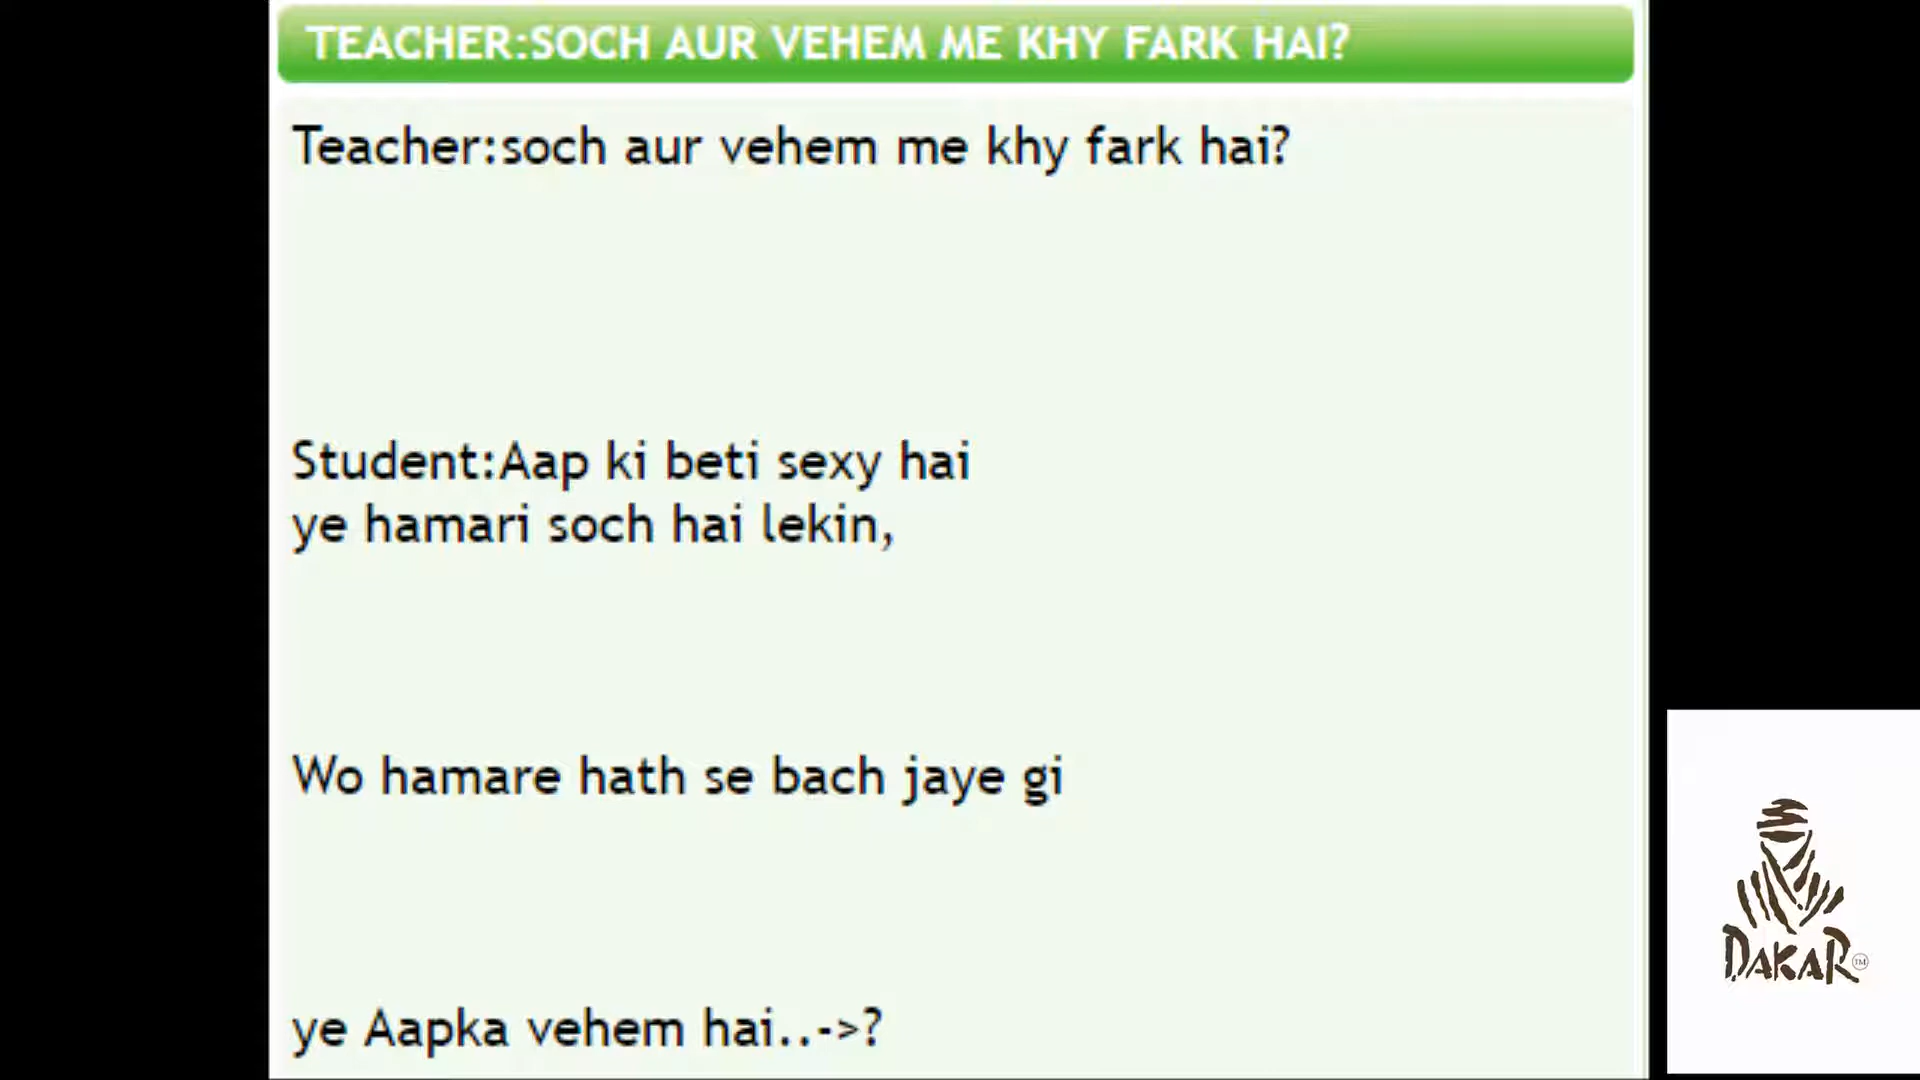 TEACHER:SOCH AUR VEHEM ME KHY FARK HAI?
Teacher:soch aur vehem me khy fark hai?
Student:Aap ki beti sexy hai
ye hamari soch hai lekin,
Wo hamare hath se bach jaye gi
ye Aapka vehem hai..->?
DAKAR TM